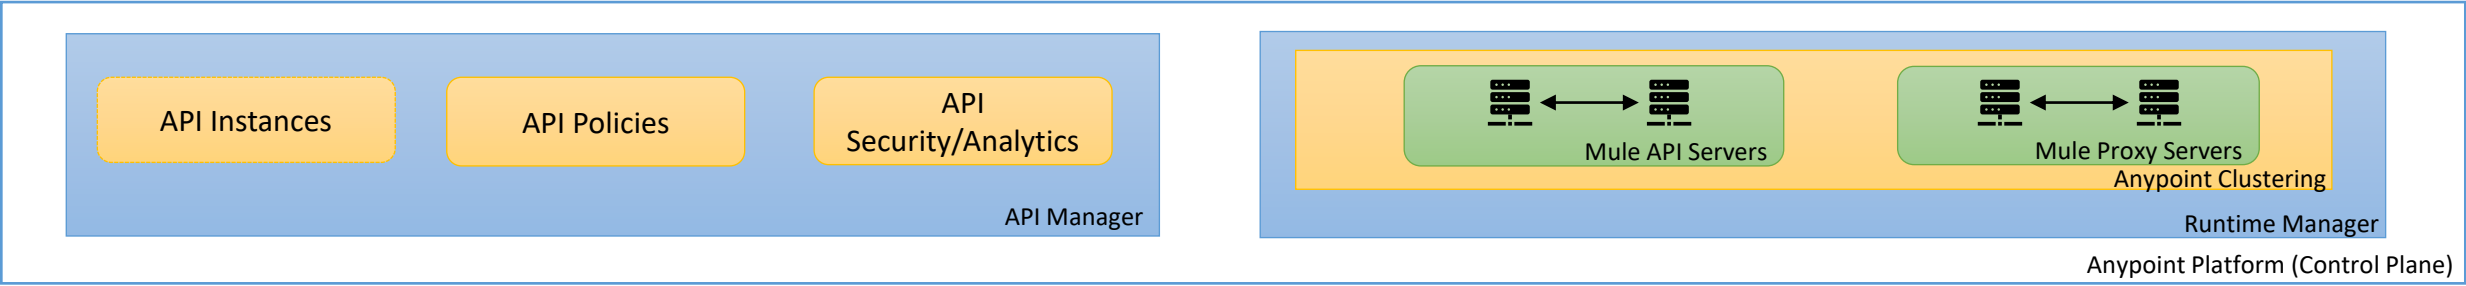 API Instances
API Policies
API
Security/Analytics
API Manager
Mule API Servers
Mule Proxy Servers
Anypoint Clustering
Runtime Manager
Anypoint Platform (Control Plane)